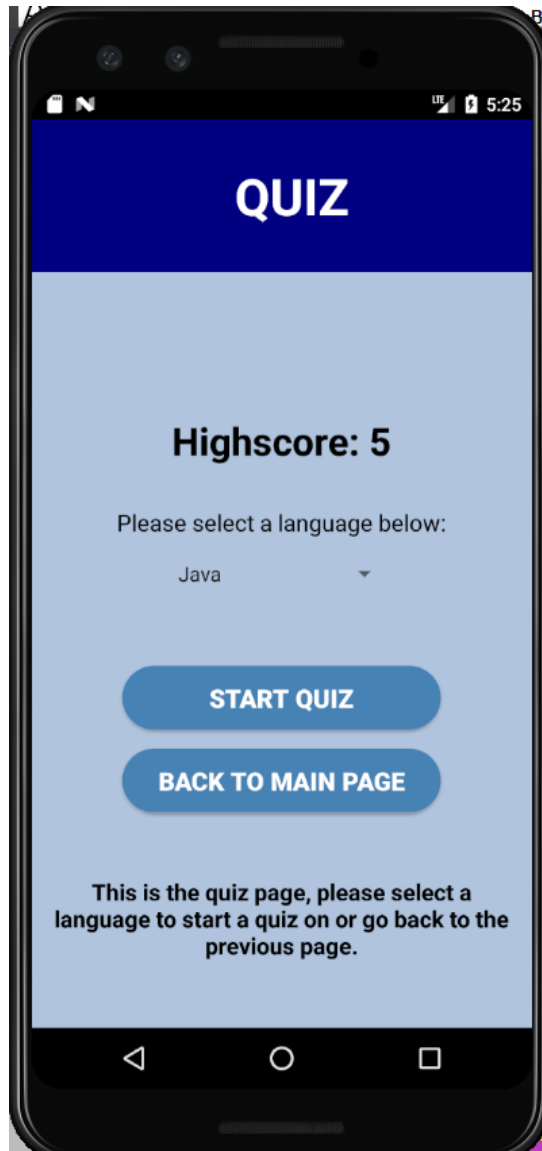 LTE 5:25
QUIZ
Highscore: 5
Please select a language below:
Java
START QUIZ
BACK TO MAIN PAGE
This is the quiz page, please select a
language to start a quiz on or go back to the
previous page.